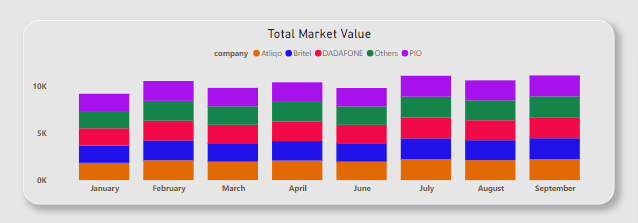 Total Market Value
company Atliqo Britel DADAFONE Others PIO
10K
5K
0K
January February March April June July August September